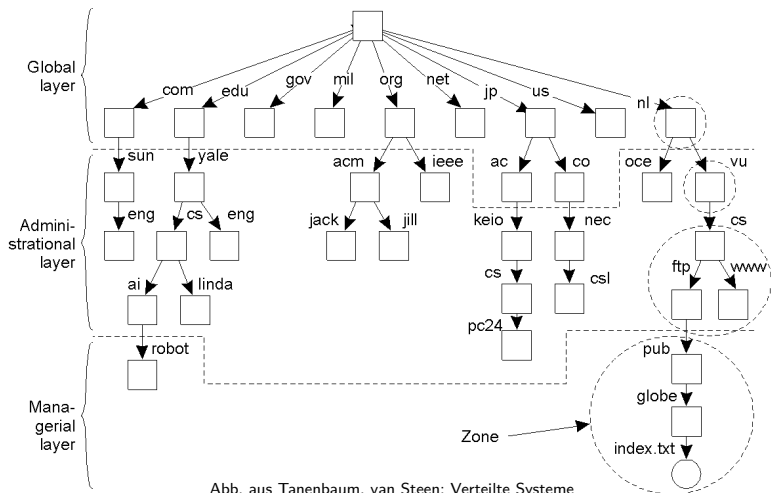 Global
layer
com edu gov mil org net jp us nl
sun yale acm ieee ac co oce vu
Adminis-
strational
layer
eng cs eng jack jill keio nec cs
ai linda cs csl ftp www
pc24
robot pub
Mana-
gerial
layer
globe
Zone index.txt
Abb. aus Tanenbaum, van Steen: Verteilte Systeme